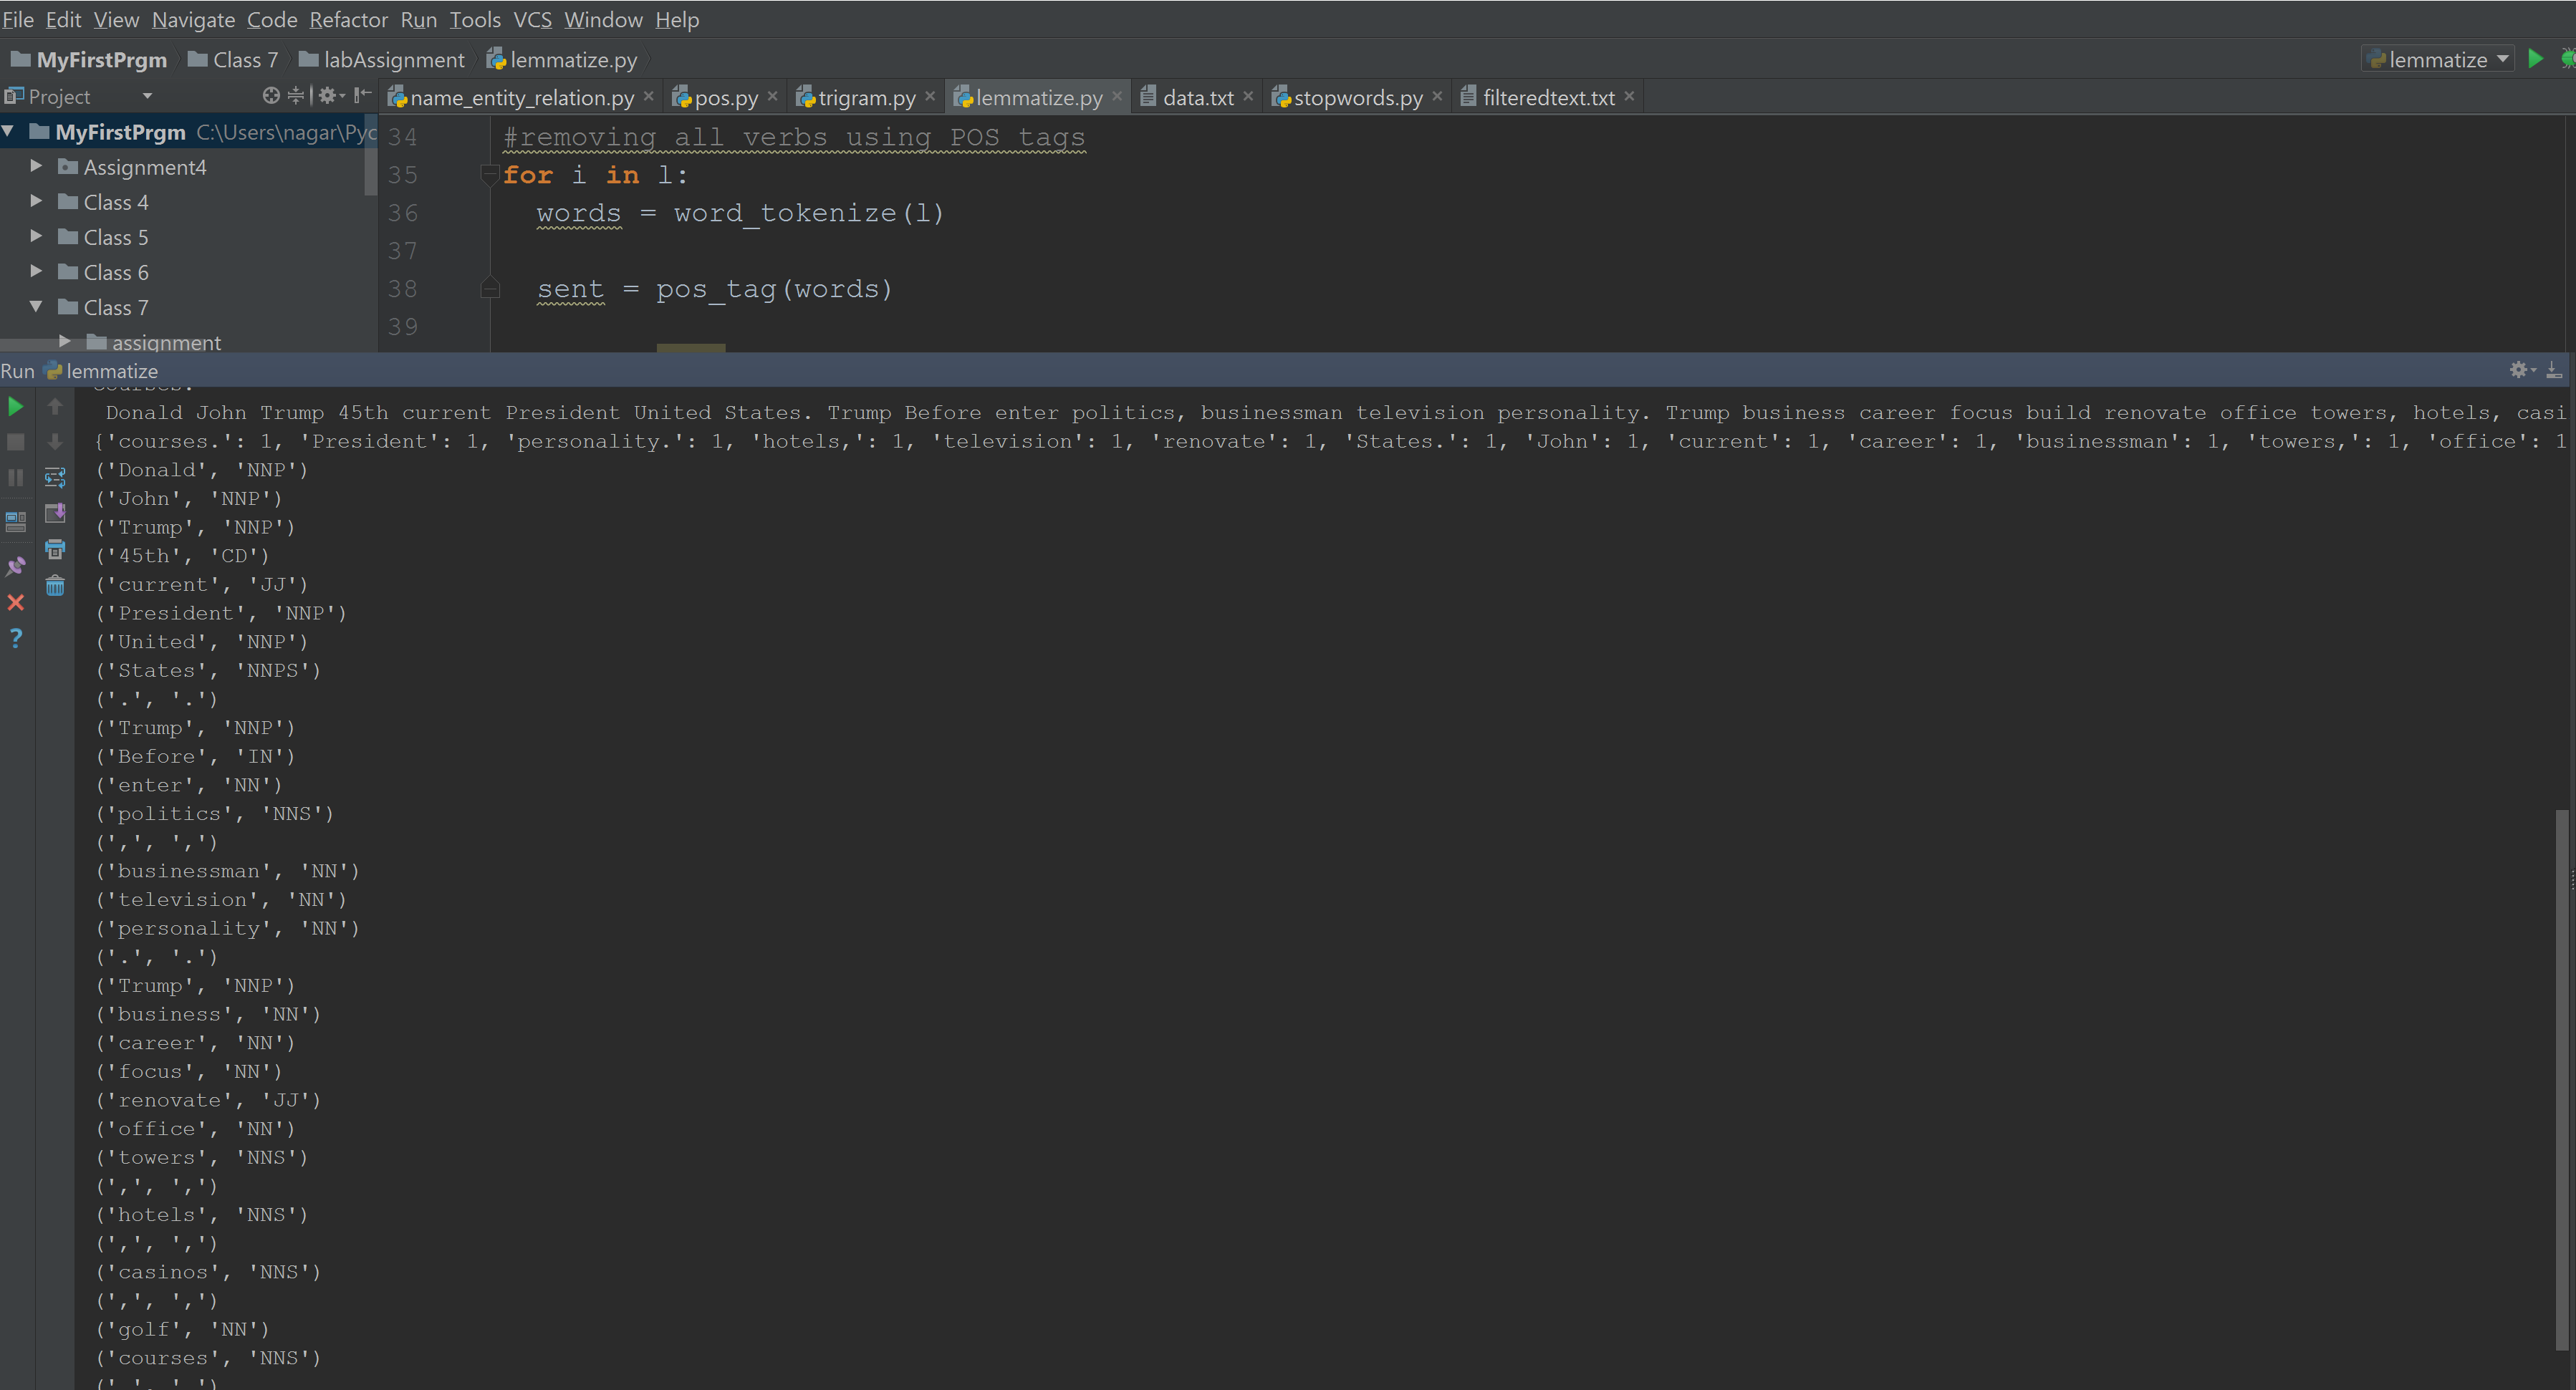 File Edit View Navigate Code Refactor Run Tools VCS Window Help
MyFirstPrgm Class 7 labAssignment lemmatize.py lemmatize
Project name_entity_relation.py pos.py trigram.py lemmatize.py data.txt stopwords.py filteredtext.txt
MyFirstPrgm C:\Users\nagar\Pyc
Assignment4
Class 4
Class 5
Class 6
Class 7
assignment
34 #removing all verbs using POS tags
35 for i in l:
36 words = word_tokenize(l)
37
38 sent = pos_tag(words)
39
Run lemmatize
courses.
Donald John Trump 45th current President United States. Trump Before enter politics, businessman television personality. Trump business career focus build renovate office towers, hotels, casi
{'courses.': 1, 'President': 1, 'personality.': 1, 'hotels,': 1, 'television': 1, 'renovate': 1, 'States.': 1, 'John': 1, 'current': 1, 'career': 1, 'businessman': 1, 'towers,': 1, 'office': 1
('Donald', 'NNP')
('John', 'NNP')
('Trump', 'NNP')
('45th', 'CD')
('current', 'JJ')
('President', 'NNP')
('United', 'NNP')
('States', 'NNPS')
('.', '.')
('Trump', 'NNP')
('Before', 'IN')
('enter', 'NN')
('politics', 'NNS')
(',', ',')
('businessman', 'NN')
('television', 'NN')
('personality', 'NN')
('.', '.')
('Trump', 'NNP')
('business', 'NN')
('career', 'NN')
('focus', 'NN')
('renovate', 'JJ')
('office', 'NN')
('towers', 'NNS')
(',', ',')
('hotels', 'NNS')
(',', ',')
('casinos', 'NNS')
(',', ',')
('golf', 'NN')
('courses', 'NNS')